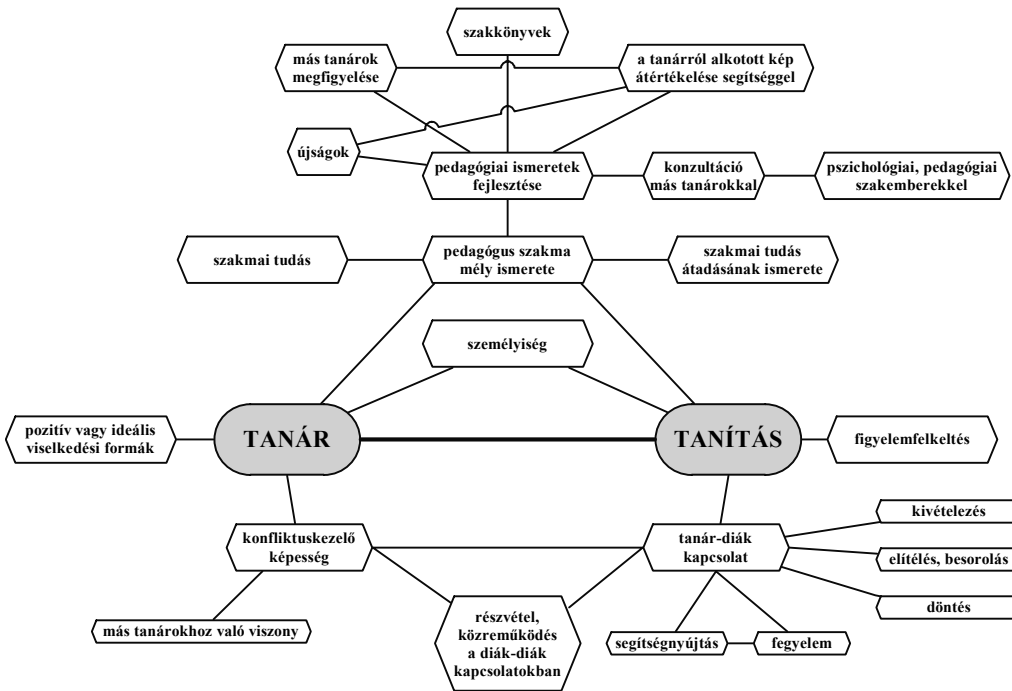 szakkönyvek
más tanárok
megfigyelése
a tanárról alkotott kép
átértékelése segítséggel
újságok
pedagógiai ismeretek
fejlesztése
konzultáció
más tanárokkal
pszichológiai, pedagógiai
szakemberekkel
szakmai tudás
pedagógus szakma
mély ismerete
szakmai tudás
átadásának ismerete
személyiség
pozitív vagy ideális
viselkedési formák
TANÁR
TANÍTÁS
figyelemfelkeltés
konfliktuskezelő
képesség
tanár-diák
kapcsolat
kivételezés
elítélés, besorolás
döntés
más tanárokhoz való viszony
részvétel,
közreműködés
a diák-diák
kapcsolatokban
segítségnyújtás
fegyelem